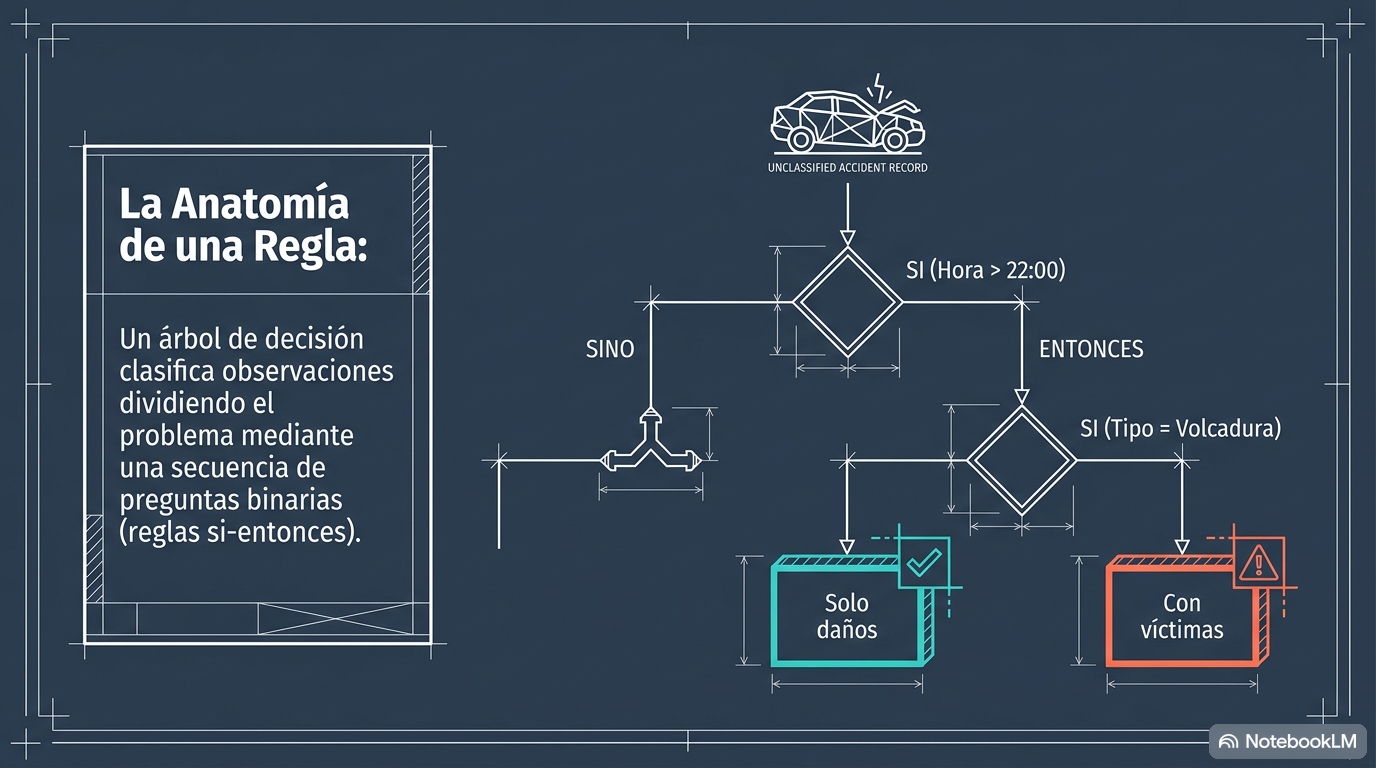 La Anatomía
de una Regla:
Un árbol de decisión
clasifica observaciones
dividiendo el
problema mediante
una secuencia de
preguntas binarias
(reglas si-entonces).
UNCLASSIFIED ACCIDENT RECORD
SI (Hora > 22:00)
SINO
ENTONCES
SI (Tipo = Volcadura)
Solo
daños
Con
víctimas
NotebookLM